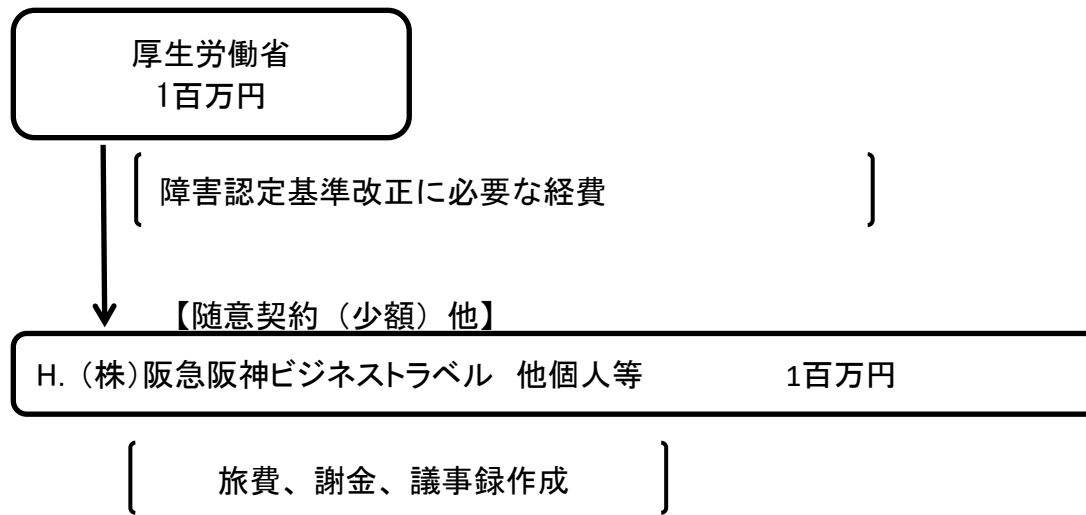 厚生労働省
1百万円
障害認定基準改正に必要な経費
【随意契約（少額）他】
H.（株）阪急阪神ビジネストラベル　他個人等　1百万円
旅費、謝金、議事録作成